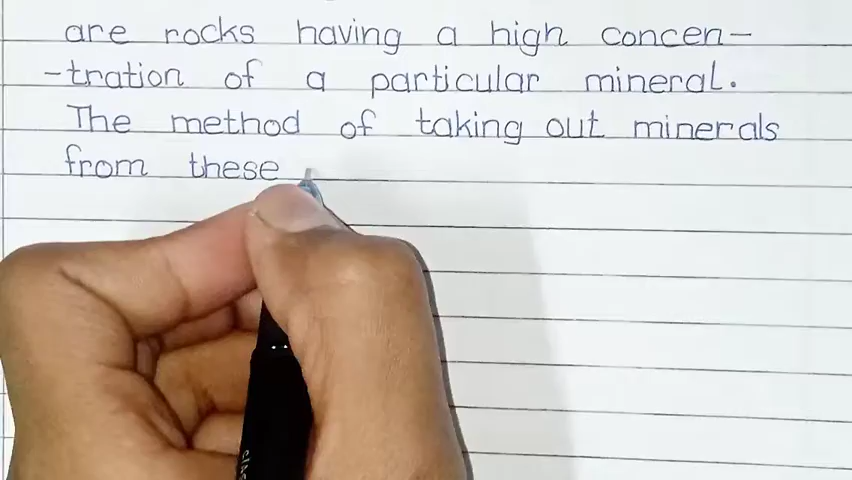 are rocks having a high concen-
-tration of a particular mineral.
The method of taking out minerals
from these